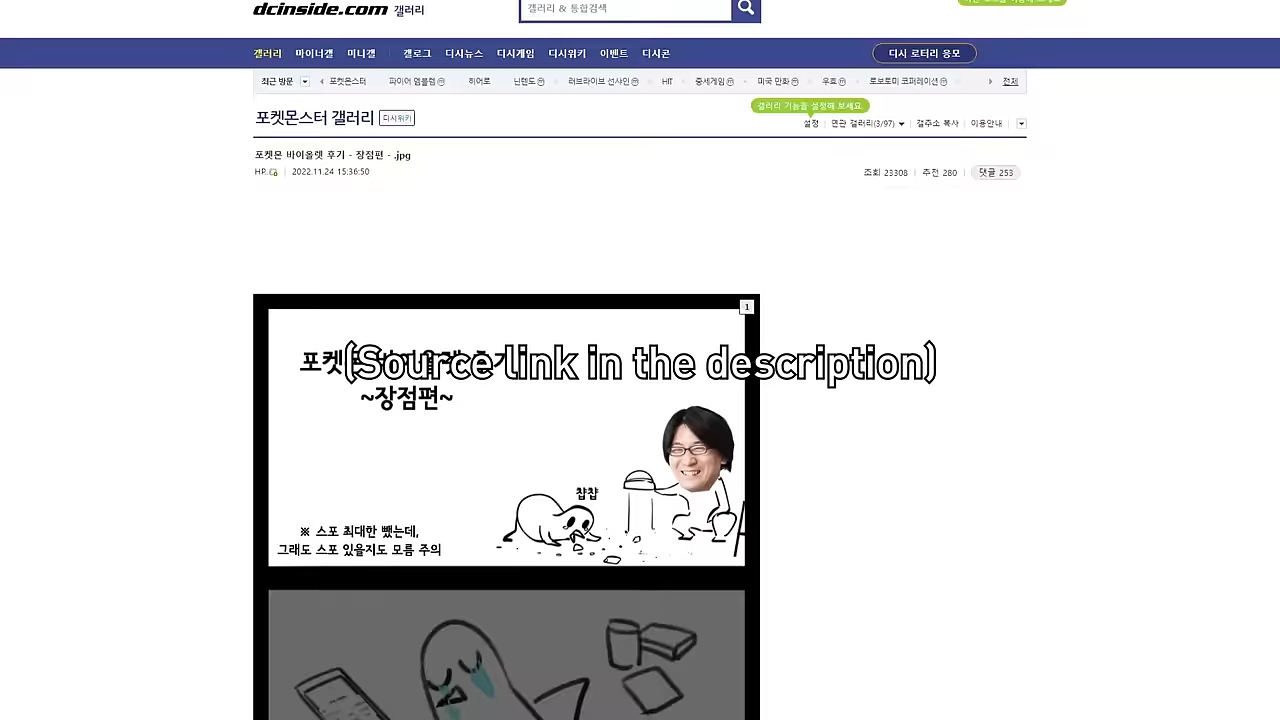 dcinside.com 갤러리
갤러리 & 통합검색
갤러리 마이너갤 미니갤 갤로그 디시뉴스 디시게임 디시위키 이벤트 디시콘 디시 로터리 응모
최근 방문 포켓몬스터 파이어 엠블렘ⓜ 히어로 닌텐도ⓜ 러브라이브 선샤인ⓜ HIT 중세게임ⓜ 미국 만화ⓜ 우효ⓜ 로보토미 코퍼레이션ⓜ 전체
갤러리 기능을 설정해 보세요.
포켓몬스터 갤러리 디시위키
설정 연관 갤러리(3/97) 갤주소 복사 이용안내
포켓몬 바이올렛 후기 - 장점편 - .jpg
HP.. 2022.11.24 15:36:50 조회 23308 추천 280 댓글 253
1
(Source link in the description)
~장점편~
챱챱
※ 스포 최대한 뺐는데,
그래도 스포 있을지도 모름 주의